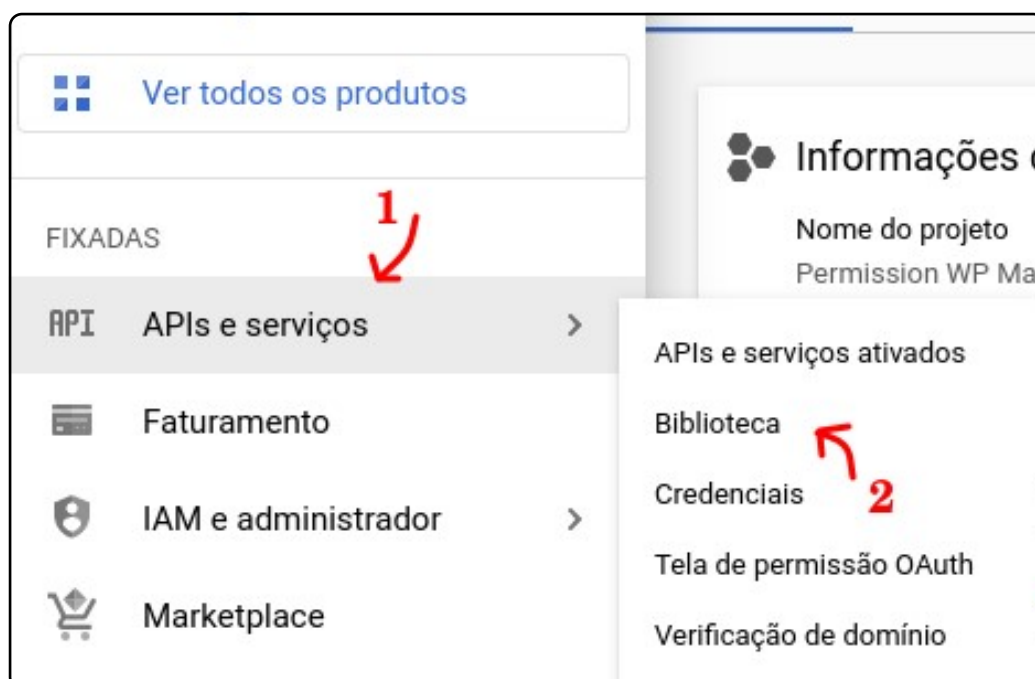 Ver todos os produtos
FIXADAS
1
APIs e serviços
Faturamento
IAM e administrador
Marketplace
Informações
Nome do projeto
Permission WP
APIs e serviços ativados
Biblioteca
2
Credenciais
Tela de permissão OAuth
Verificação de domínio
API